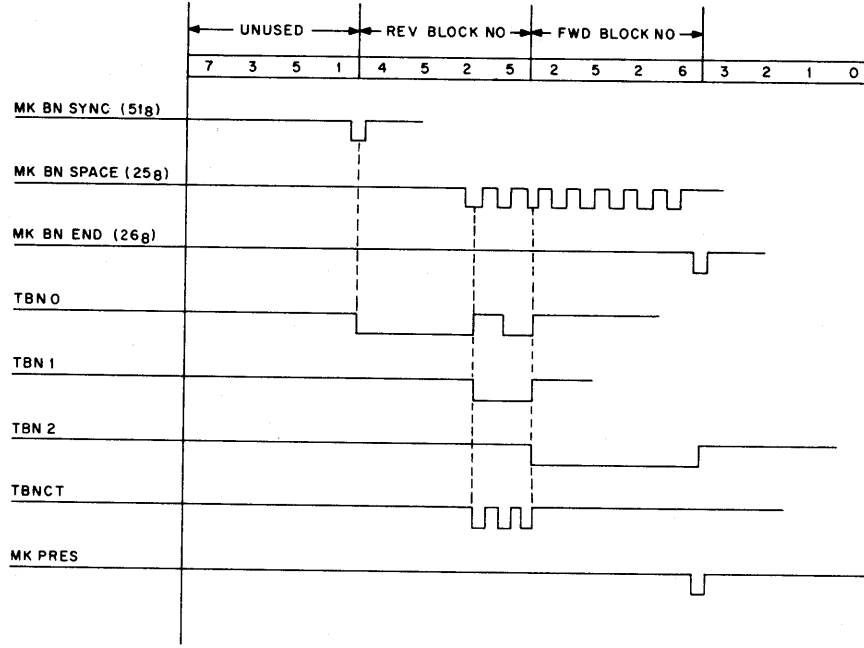 UNUSED REV BLOCK NO FWD BLOCK NO
7 3 5 1 4 5 2 5 2 5 2 6 3 2 1 0
MK BN SYNC (51₈)
MK BN SPACE (25₈)
MK BN END (26₈)
TBN 0
TBN 1
TBN 2
TBNCT
MK PRES